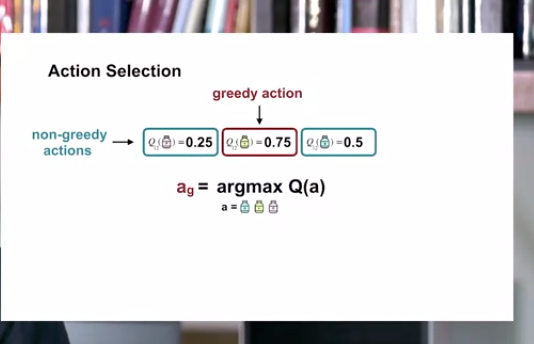 Action Selection
greedy action
non-greedy
actions
=0.25
=0.75
=0.5
ag = argmax Q(a)
a =